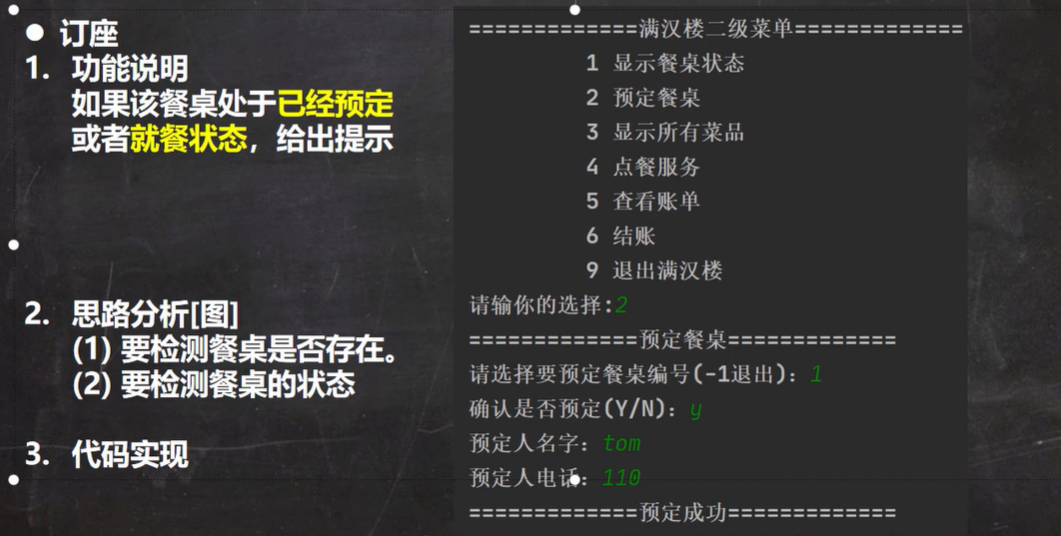 ● 订座
1. 功能说明
如果该餐桌处于已经预定
或者就餐状态，给出提示
2. 思路分析[图]
(1) 要检测餐桌是否存在。
(2) 要检测餐桌的状态
3. 代码实现
=============满汉楼二级菜单=============
1 显示餐桌状态
2 预定餐桌
3 显示所有菜品
4 点餐服务
5 查看账单
6 结账
9 退出满汉楼
请输你的选择:2
=============预定餐桌=============
请选择要预定餐桌编号(-1退出): 1
确认是否预定(Y/N): y
预定人名字: tom
预定人电话: 110
=============预定成功=============